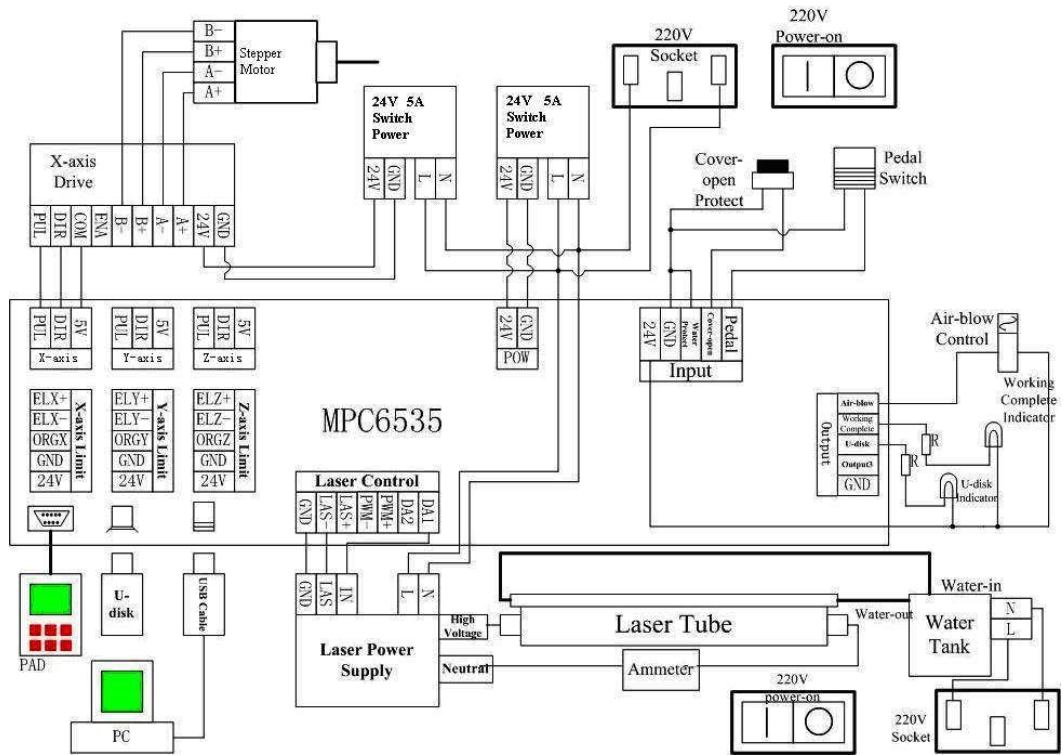 B-
B+
A-
A+
Stepper
Motor
220V
Socket
220V
Power-on
24V 5A
Switch
Power
24V
GND
L
N
24V 5A
Switch
Power
24V
GND
L
N
X-axis
Drive
PUL
DIR
COM
ENA
B-
B+
A-
A+
24V
GND
Cover-
open
Protect
Pedal
Switch
PUL
DIR
5V
X-axis
PUL
DIR
5V
Y-axis
PUL
DIR
5V
Z-axis
24V
GND
POW
24V
GND
Water
Protect
Cover-open
Pedal
Input
Air-blow
Control
Working
Complete
Indicator
ELX+
ELX-
ORGX
GND
24V
X-axis Limit
ELY+
ELY-
ORGY
GND
24V
Y-axis Limit
ELZ+
ELZ-
ORGZ
GND
24V
Z-axis Limit
MPC6535
Output
Air-blow
Working
Complete
U-disk
Output3
GND
R
R
U-disk
Indicator
Laser Control
GND
LAS-
LAS+
PWM-
PWM+
DA2
DA1
GND
LAS
IN
L
N
Laser Power
Supply
High
Voltage
Neutral
Laser Tube
Ammeter
Water-out
Water-in
Water
Tank
N
L
PAD
U-
disk
USB Cable
PC
220V
power-on
220V
Socket